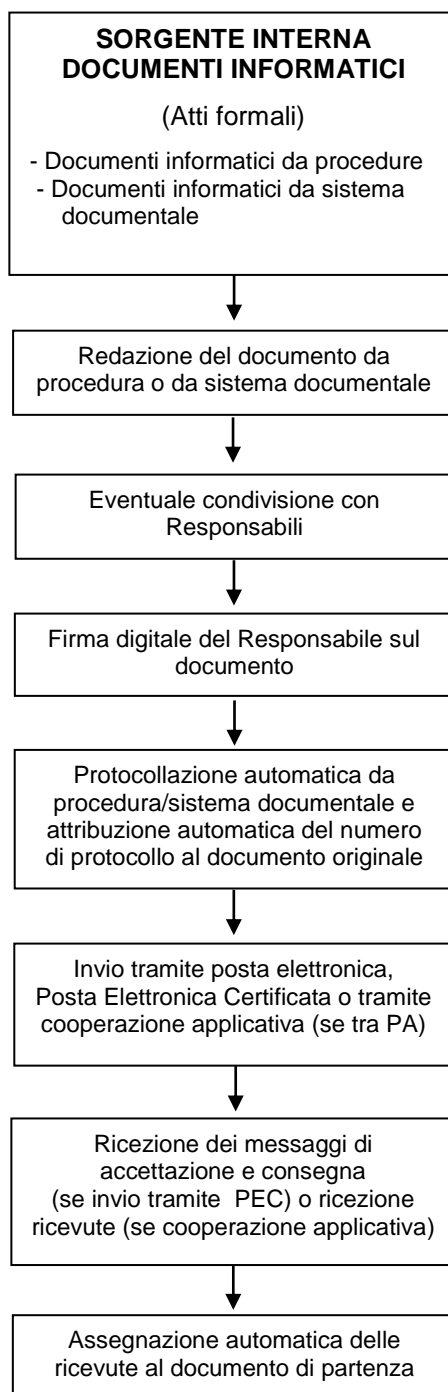 SORGENTE INTERNA
DOCUMENTI INFORMATICI
(Atti formali)
- Documenti informatici da procedure
- Documenti informatici da sistema
documentale
Redazione del documento da
procedura o da sistema documentale
Eventuale condivisione con
Responsabili
Firma digitale del Responsabile sul
documento
Protocollazione automatica da
procedura/sistema documentale e
attribuzione automatica del numero
di protocollo al documento originale
Invio tramite posta elettronica,
Posta Elettronica Certificata o tramite
cooperazione applicativa (se tra PA)
Ricezione dei messaggi di
accettazione e consegna
(se invio tramite PEC) o ricezione
ricevute (se cooperazione applicativa)
Assegnazione automatica delle
ricevute al documento di partenza